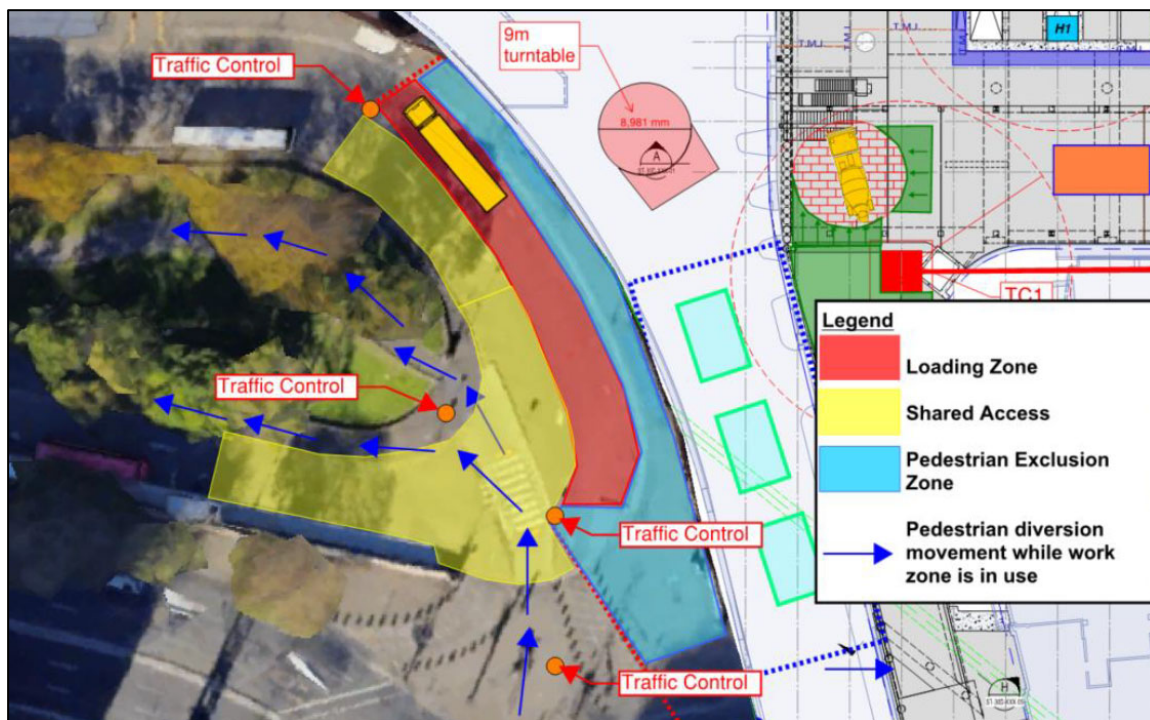 Traffic Control
9m
turntable
8,981 mm
A
T.M.J.
T.M.J.
T.M.J.
T.M.J.
H1
Traffic Control
TC1
Legend
Loading Zone
Shared Access
Pedestrian Exclusion
Zone
Pedestrian diversion
movement while work
zone is in use
Traffic Control
Traffic Control
H